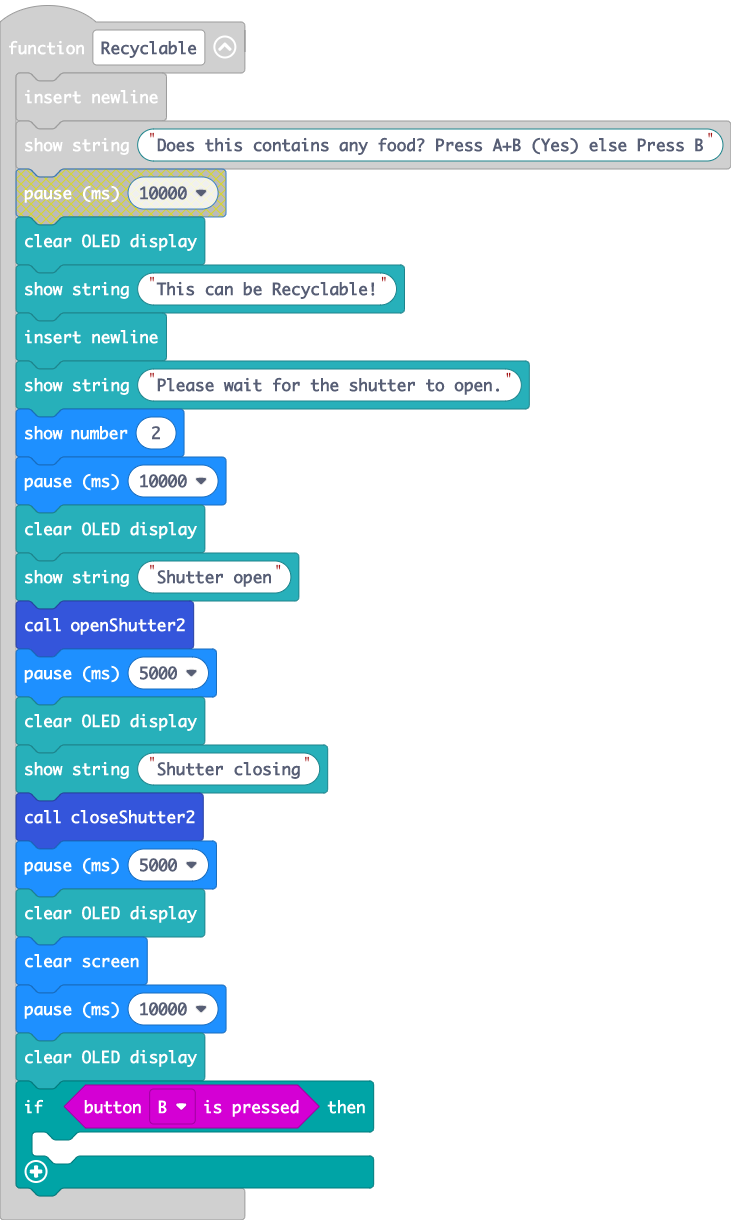 function Recyclable
insert newline
show string "Does this contains any food? Press A+B (Yes) else Press B"
pause (ms) 10000
clear OLED display
show string "This can be Recyclable!"
insert newline
show string "Please wait for the shutter to open."
show number 2
pause (ms) 10000
clear OLED display
show string "Shutter open"
call openShutter2
pause (ms) 5000
clear OLED display
show string "Shutter closing"
call closeShutter2
pause (ms) 5000
clear OLED display
clear screen
pause (ms) 10000
clear OLED display
if button B is pressed then